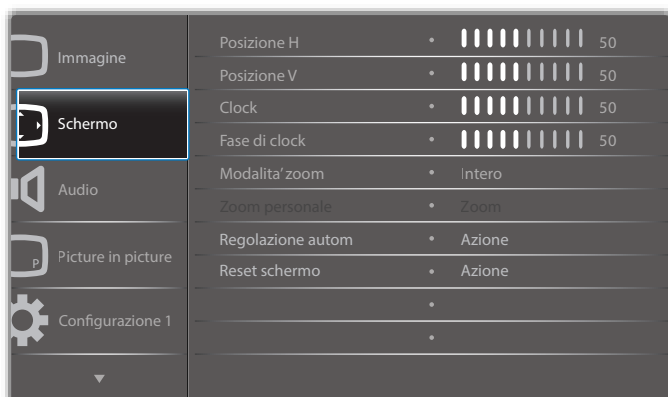 Immagine
Schermo
Audio
P
Picture in picture
Configurazione 1
Posizione H • 50
Posizione V • 50
Clock • 50
Fase di clock • 50
Modalita' zoom • Intero
Zoom personale • Zoom
Regolazione autom • Azione
Reset schermo • Azione
•
•